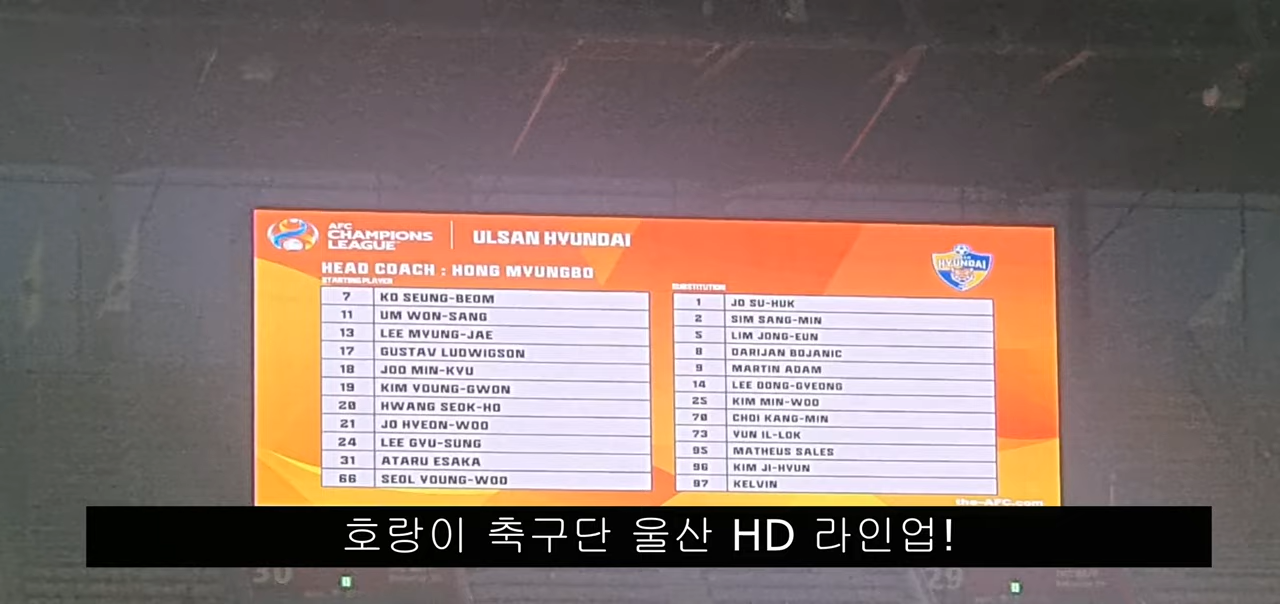 AFC
CHAMPIONS
LEAGUE
ULSAN HYUNDAI
HEAD COACH : HONG MYUNGBO
STARTING PLAYER
7 KO SEUNG-BEOM
11 UM WON-SANG
13 LEE MYUNG-JAE
17 GUSTAV LUDWIGSON
18 JOO MIN-KYU
19 KIM YOUNG-GWON
20 HWANG SEOK-HO
21 JO HYEON-WOO
24 LEE GYU-SUNG
31 ATARU ESAKA
66 SEOL YOUNG-WOO
HYUNDAI
SUBSTITUTION
1 JO SU-HUK
2 SIM SANG-MIN
5 LIM JONG-EUN
8 DARIJAN BOJANIC
9 MARTIN ADAM
14 LEE DONG-GYEONG
25 KIM MIN-WOO
70 CHOI KANG-MIN
73 YUN IL-LOK
95 MATHEUS SALES
96 KIM JI-HYUN
97 KELVIN
the-AFC.com
호랑이 축구단 울산 HD 라인업!
30
29